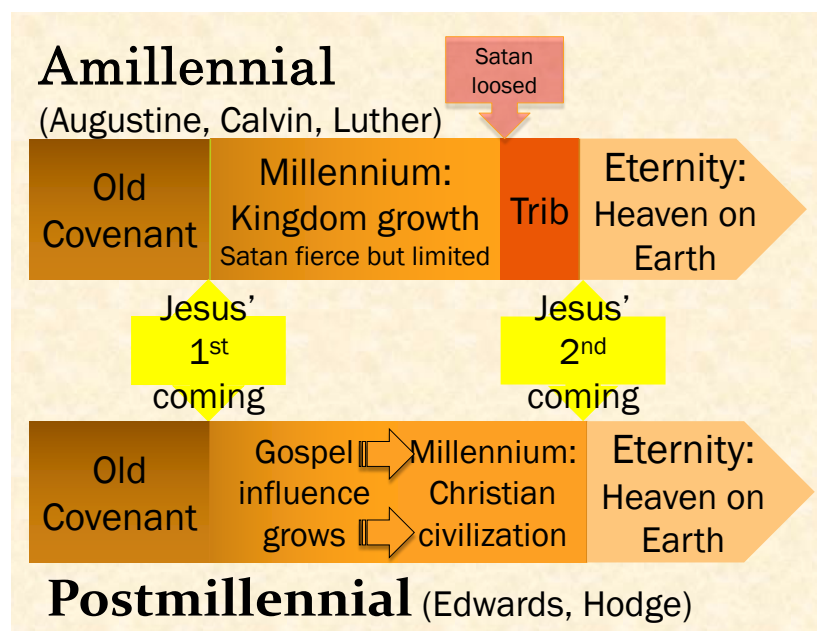 Amillennial
(Augustine, Calvin, Luther)
Satan
loosed
Old
Covenant
Millennium:
Kingdom growth
Satan fierce but limited
Trib
Eternity:
Heaven on
Earth
Jesus’
1st
coming
Jesus’
2nd
coming
Old
Covenant
Gospel
influence
grows
Millennium:
Christian
civilization
Eternity:
Heaven on
Earth
Postmillennial (Edwards, Hodge)